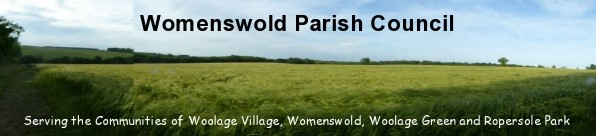 Womenswold Parish Council
Serving the Communities of Woolage Village, Womenswold, Woolage Green and Ropersole Park